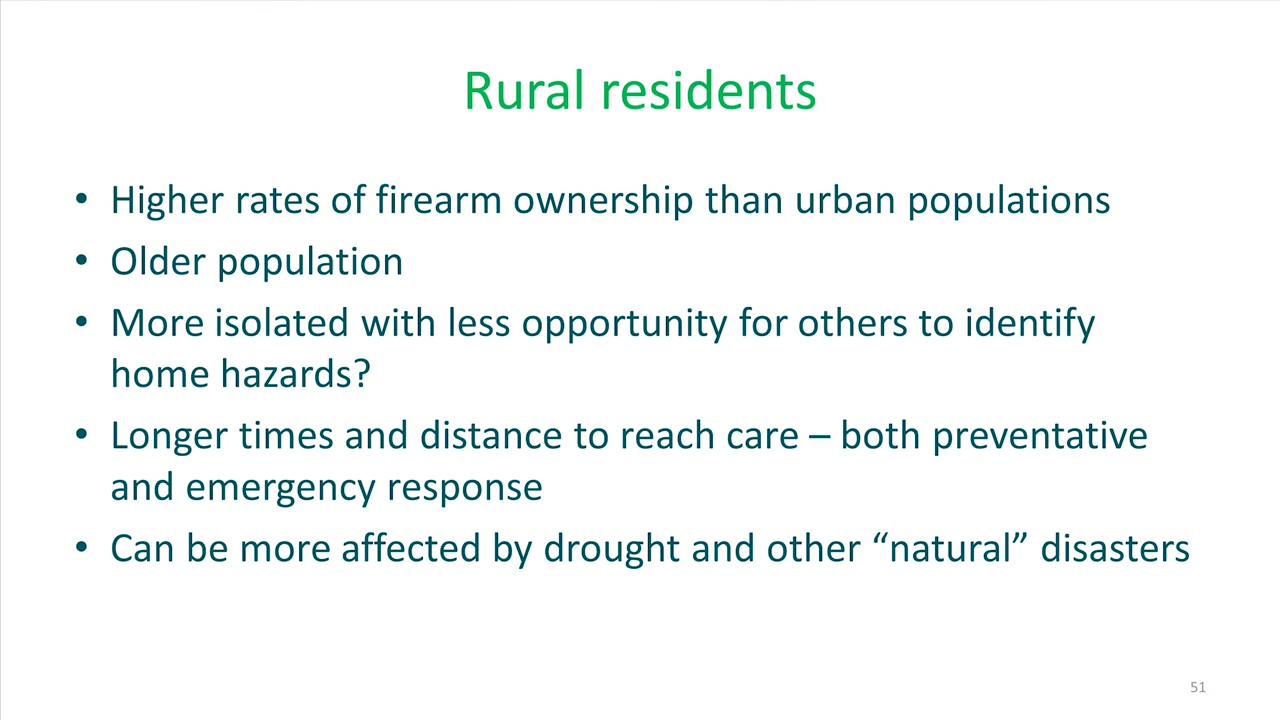 Rural residents
• Higher rates of firearm ownership than urban populations
• Older population
• More isolated with less opportunity for others to identify
home hazards?
• Longer times and distance to reach care – both preventative
and emergency response
• Can be more affected by drought and other “natural” disasters
51